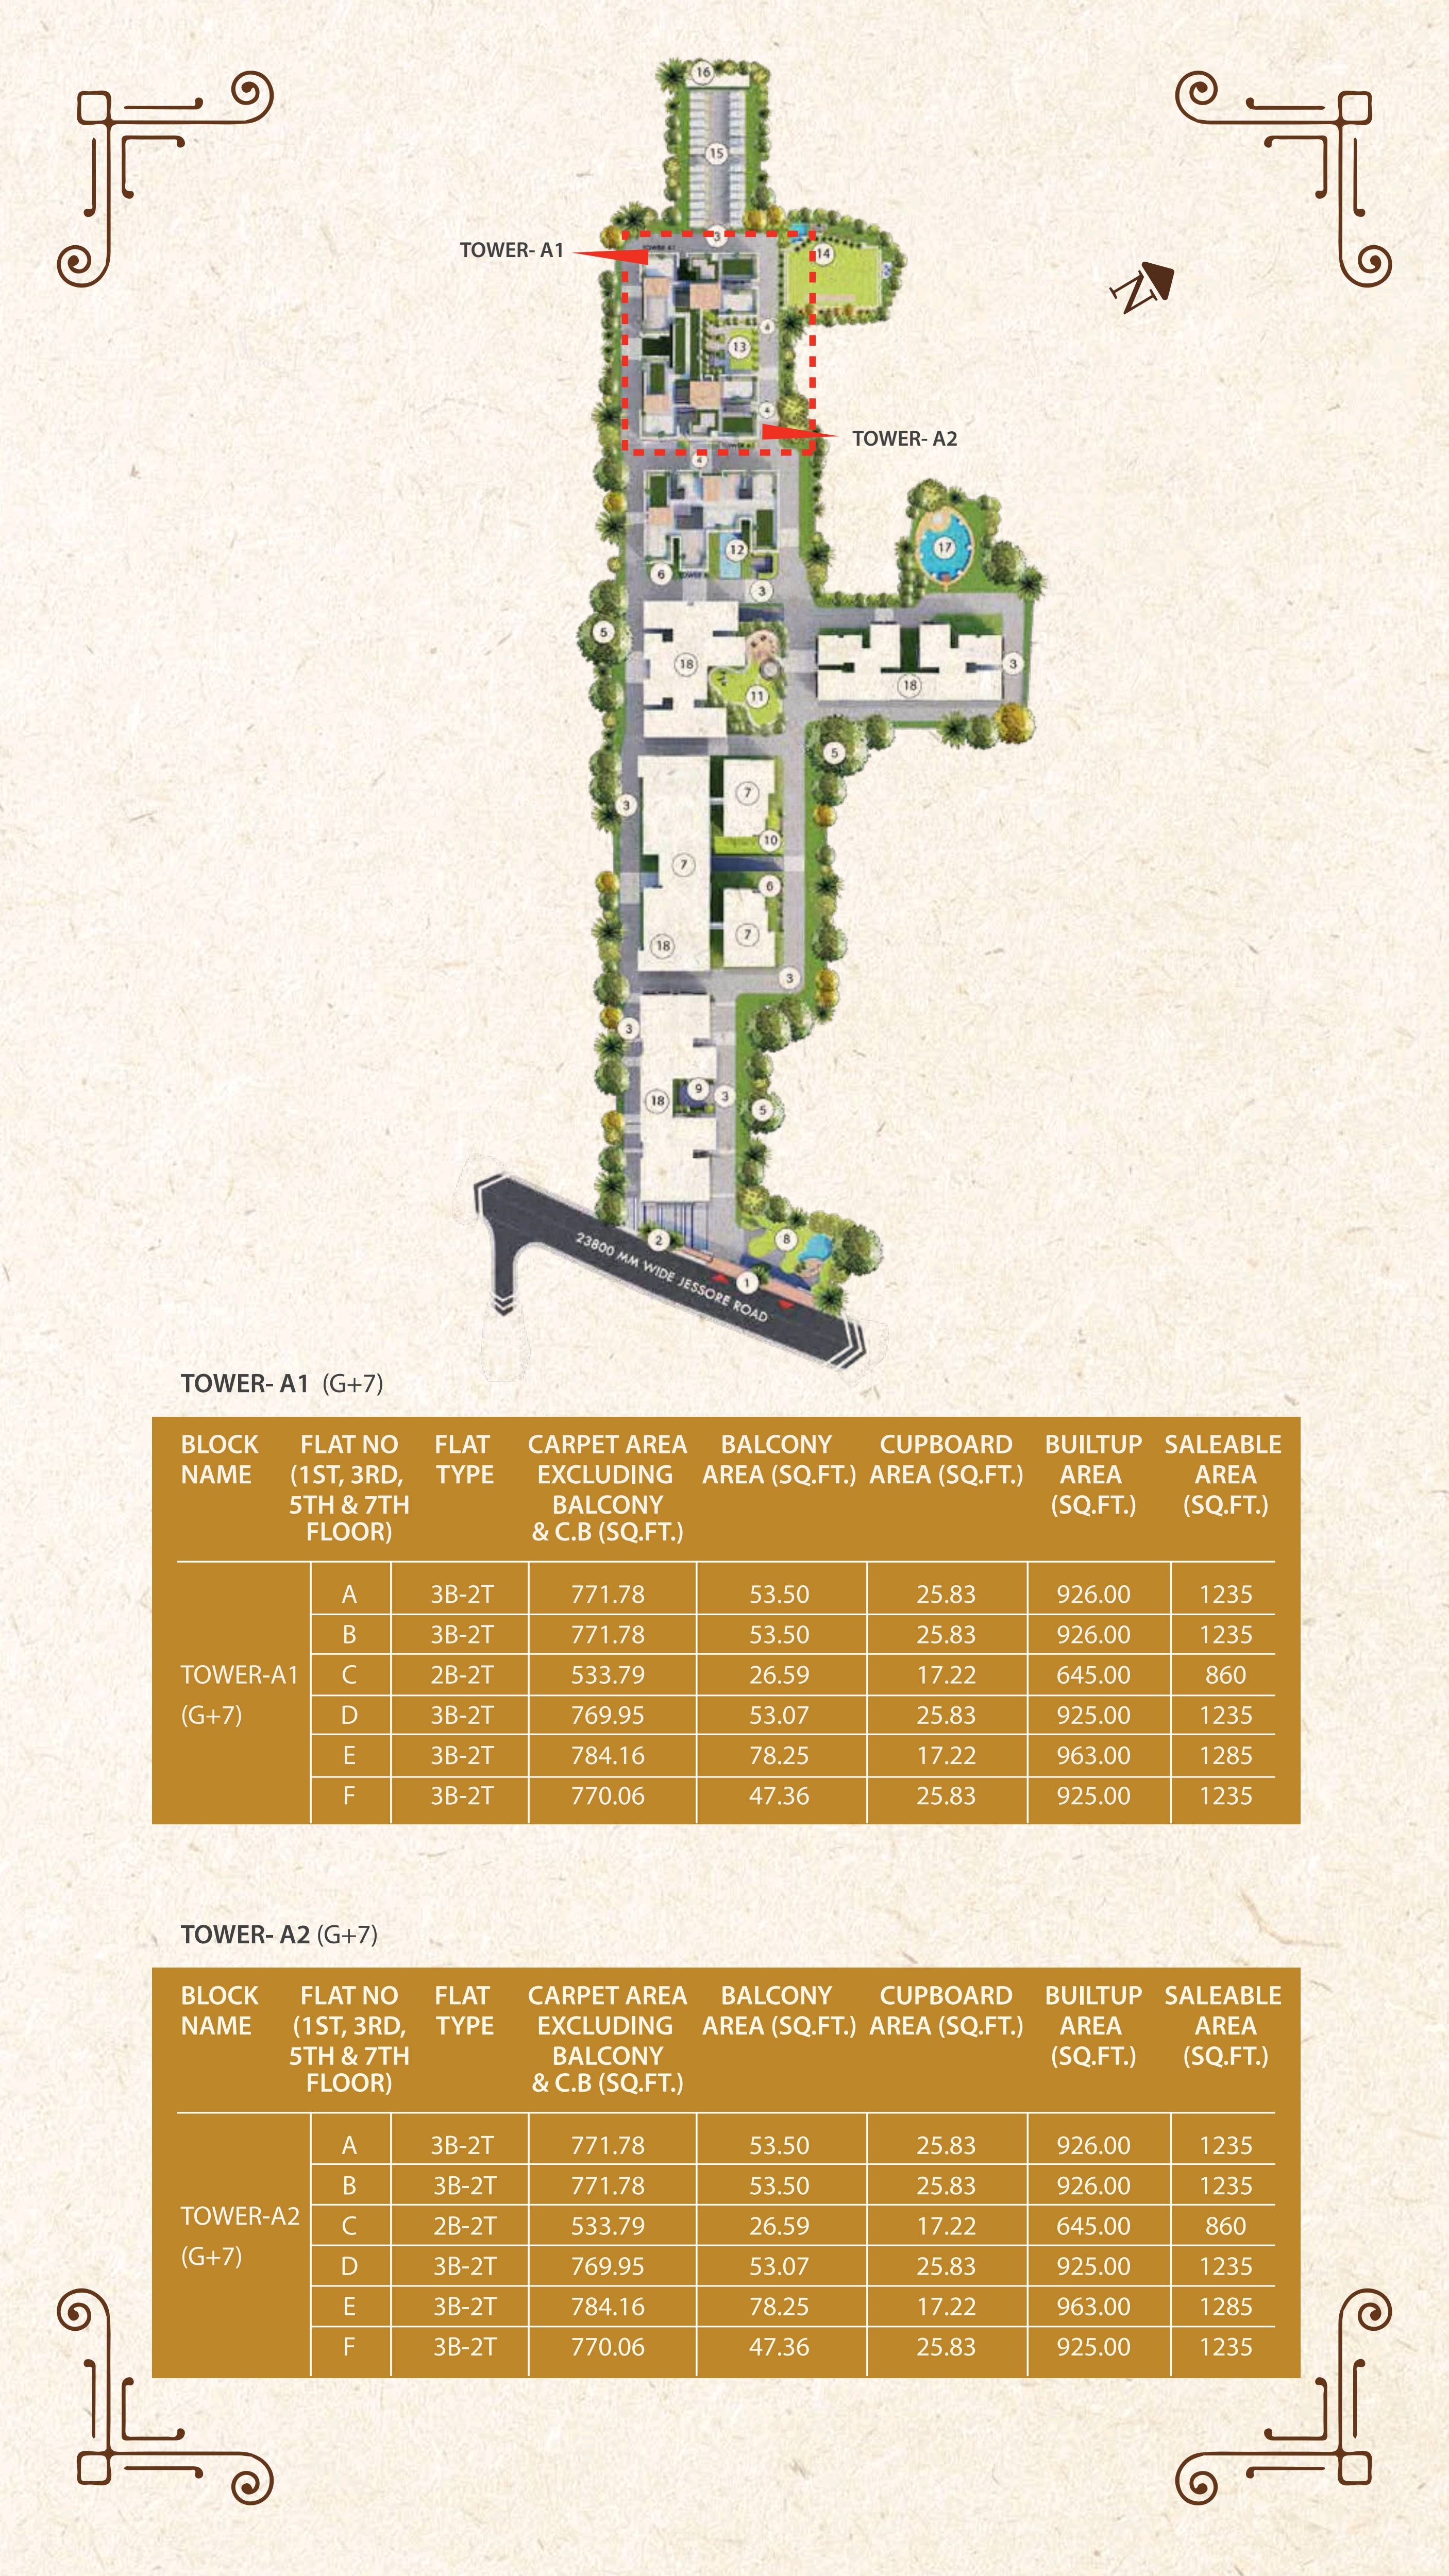 16
15
3
TOWER- A1
14
4
13
4
TOWER- A2
4
17
12
6
3
5
18
3
18
11
5
7
3
10
7
6
7
18
3
3
9
18
3
5
2
8
1
23800 MM WIDE JESSORE ROAD
N
TOWER- A1 (G+7)
BLOCK NAME FLAT NO (1ST, 3RD, 5TH & 7TH FLOOR) FLAT TYPE CARPET AREA EXCLUDING BALCONY & C.B (SQ.FT.) BALCONY AREA (SQ.FT.) CUPBOARD AREA (SQ.FT.) BUILTUP AREA (SQ.FT.) SALEABLE AREA (SQ.FT.)
TOWER-A1 (G+7)
A 3B-2T 771.78 53.50 25.83 926.00 1235
B 3B-2T 771.78 53.50 25.83 926.00 1235
C 2B-2T 533.79 26.59 17.22 645.00 860
D 3B-2T 769.95 53.07 25.83 925.00 1235
E 3B-2T 784.16 78.25 17.22 963.00 1285
F 3B-2T 770.06 47.36 25.83 925.00 1235
TOWER- A2 (G+7)
BLOCK NAME FLAT NO (1ST, 3RD, 5TH & 7TH FLOOR) FLAT TYPE CARPET AREA EXCLUDING BALCONY & C.B (SQ.FT.) BALCONY AREA (SQ.FT.) CUPBOARD AREA (SQ.FT.) BUILTUP AREA (SQ.FT.) SALEABLE AREA (SQ.FT.)
TOWER-A2 (G+7)
A 3B-2T 771.78 53.50 25.83 926.00 1235
B 3B-2T 771.78 53.50 25.83 926.00 1235
C 2B-2T 533.79 26.59 17.22 645.00 860
D 3B-2T 769.95 53.07 25.83 925.00 1235
E 3B-2T 784.16 78.25 17.22 963.00 1285
F 3B-2T 770.06 47.36 25.83 925.00 1235